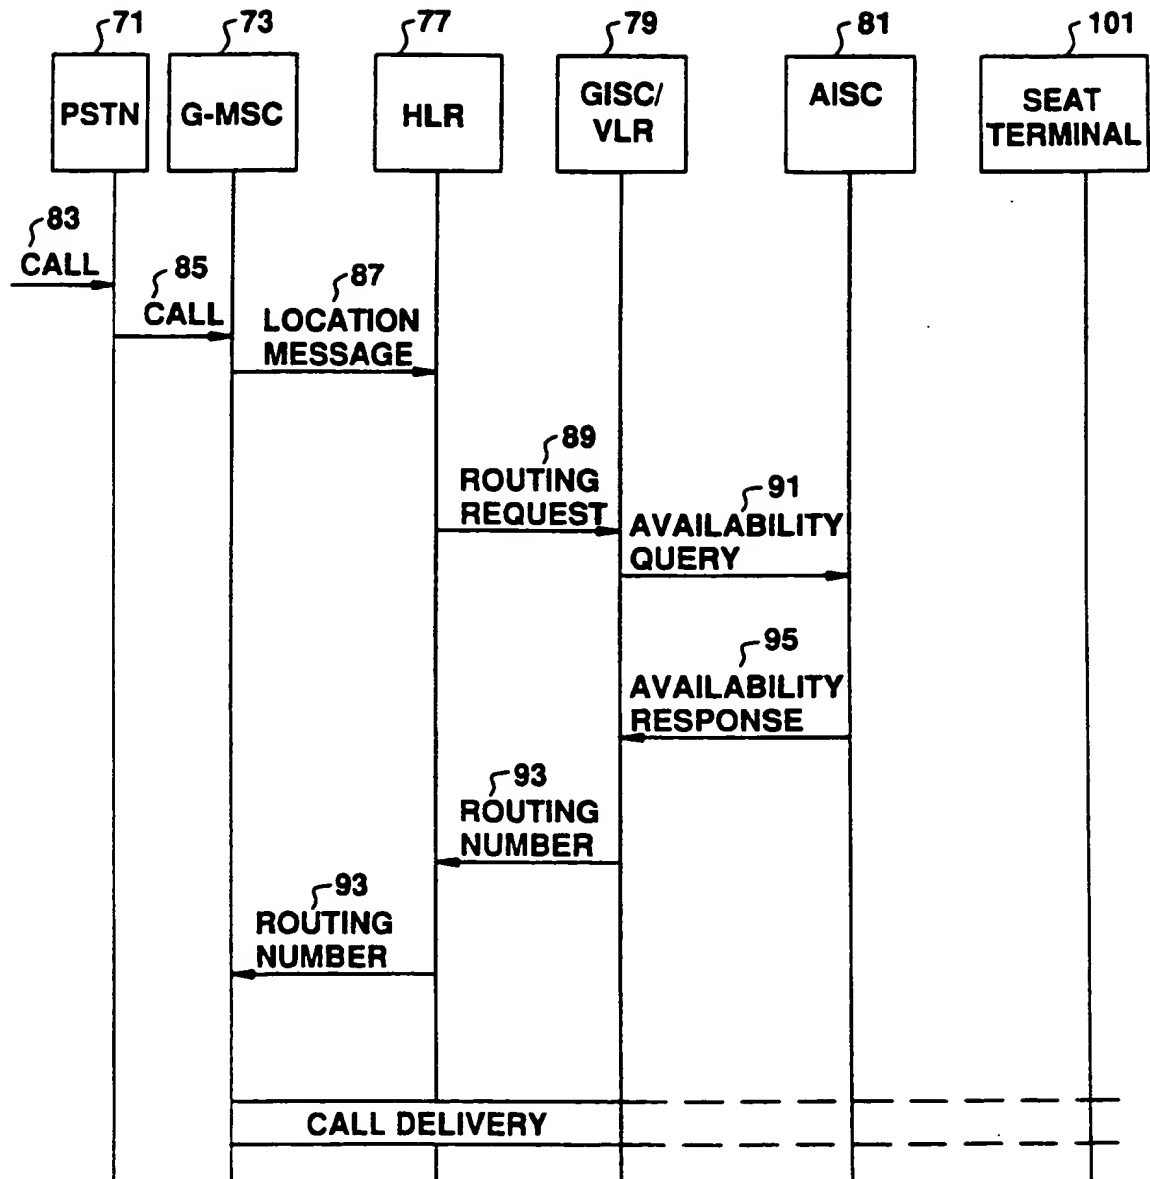 71
73
77
79
81
101
PSTN
G-MSC
HLR
GISC/
VLR
AISC
SEAT
TERMINAL
83
CALL
85
CALL
87
LOCATION
MESSAGE
89
ROUTING
REQUEST
91
AVAILABILITY
QUERY
95
AVAILABILITY
RESPONSE
93
ROUTING
NUMBER
93
ROUTING
NUMBER
CALL DELIVERY